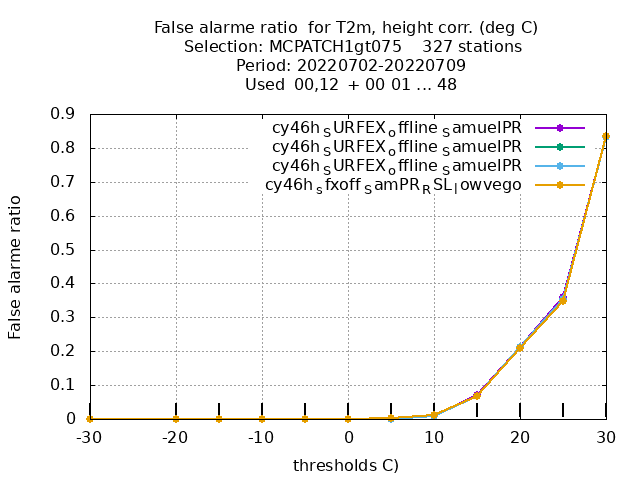 False alarme ratio  for T2m, height corr. (deg C)
Selection: MCPATCH1gt075    327 stations
Period: 20220702-20220709
Used  00,12  + 00 01 ... 48
cy46h_SURFEX_offline_SamuelPR
cy46h_SURFEX_offline_SamuelPR
cy46h_SURFEX_offline_SamuelPR
cy46h_sfxoff_SamPR_RSL_lowvego
False alarme ratio
0.9
0.8
0.7
0.6
0.5
0.4
0.3
0.2
0.1
0
-30 -20 -10 0 10 20 30
thresholds C)